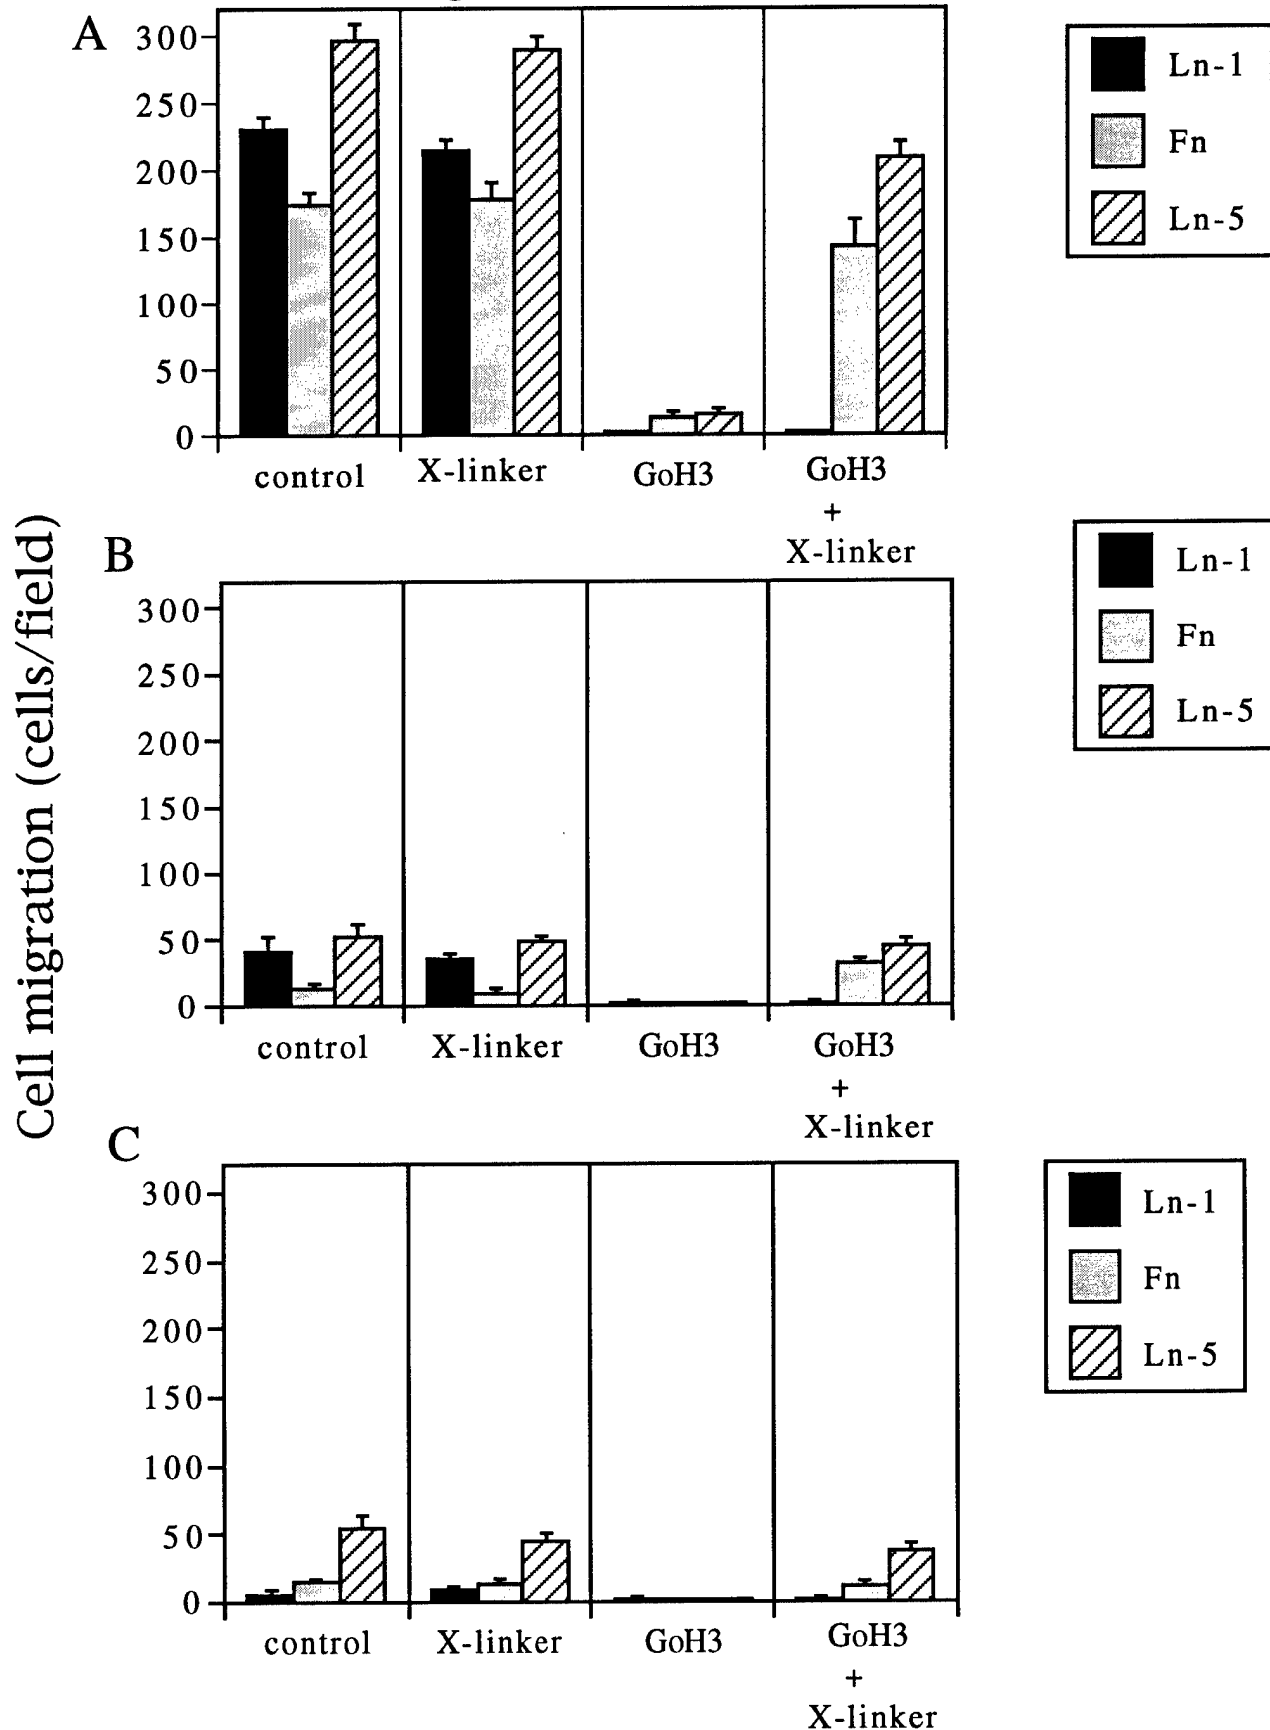 A
300
250
200
150
100
50
0
control
X-linker
GoH3
GoH3
+
X-linker
Ln-1
Fn
Ln-5
Cell migration (cells/field)
B
300
250
200
150
100
50
0
control
X-linker
GoH3
GoH3
+
X-linker
Ln-1
Fn
Ln-5
C
300
250
200
150
100
50
0
control
X-linker
GoH3
GoH3
+
X-linker
Ln-1
Fn
Ln-5